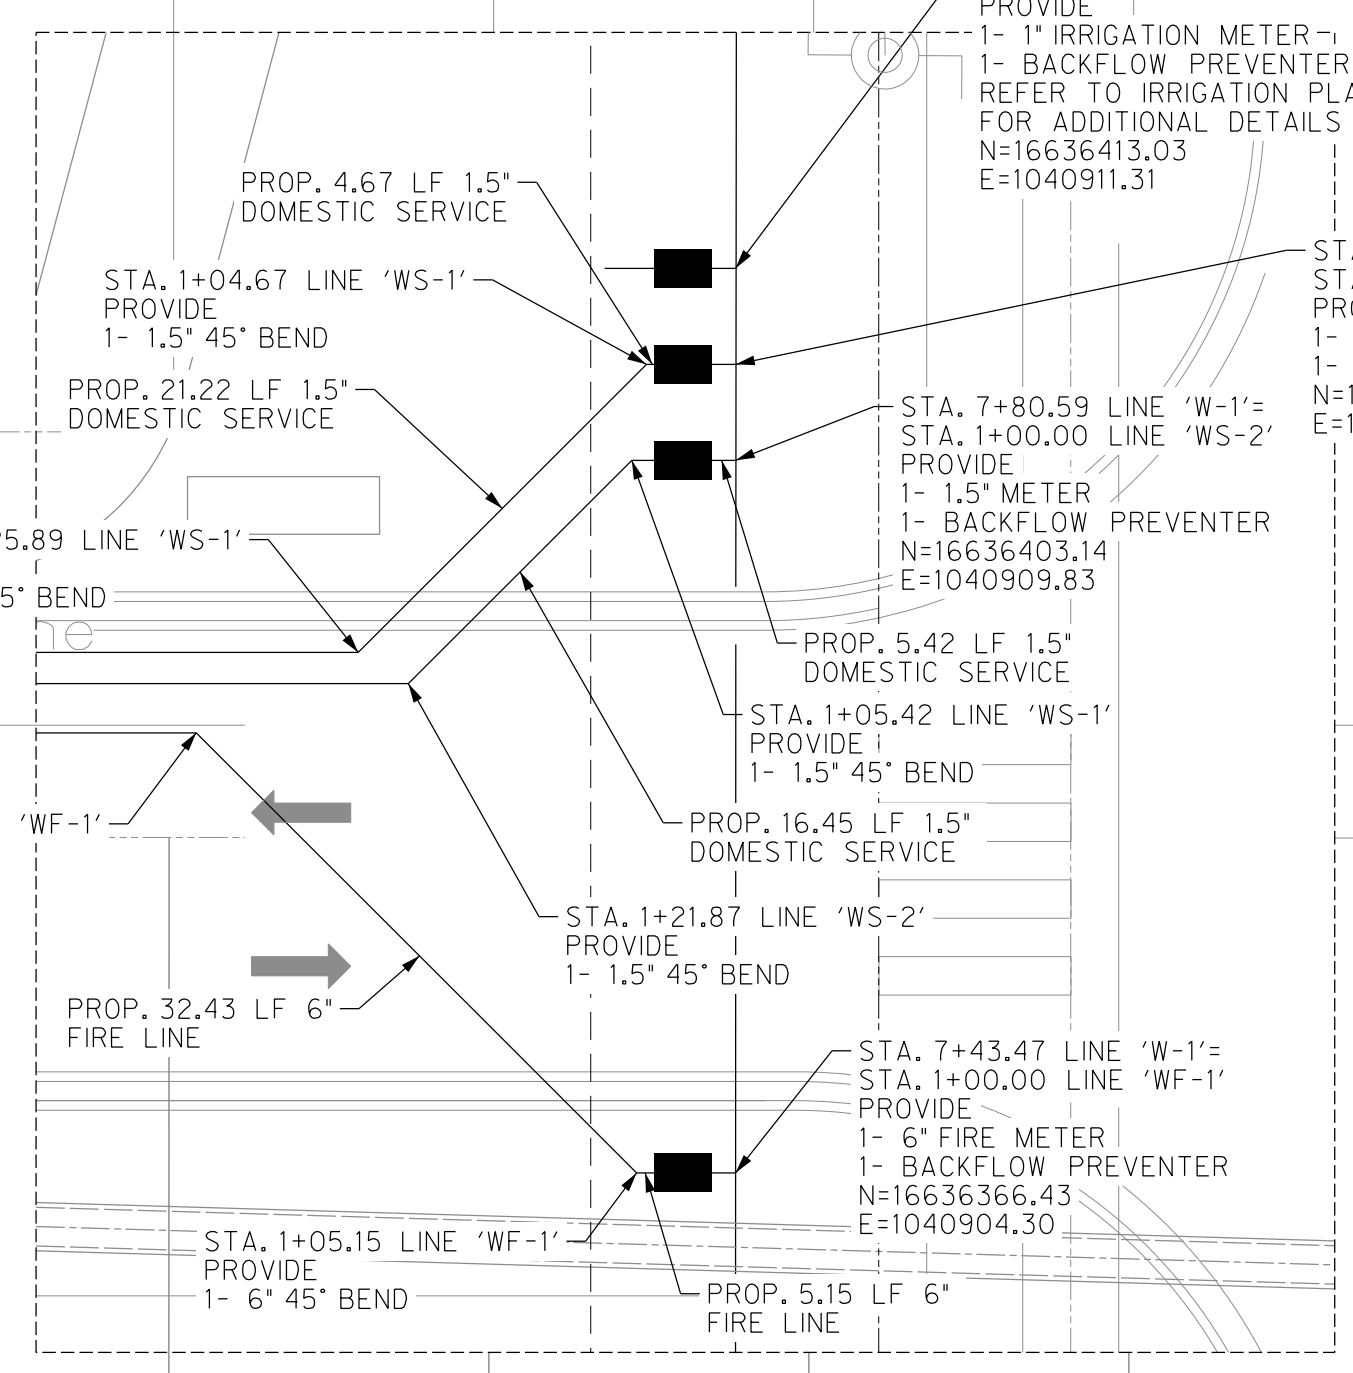 PROVIDE
1- 1" IRRIGATION METER
1- BACKFLOW PREVENTER
REFER TO IRRIGATION
FOR ADDITIONAL DETAILS
N=16636413.03
E=1040911.31
PROP. 4.67 LF 1.5"
DOMESTIC SERVICE
STA. 1+04.67 LINE 'WS-1'
PROVIDE
1- 1.5" 45° BEND
PROP. 21.22 LF 1.5"
DOMESTIC SERVICE
1-
1-
STA. 7+80.59 LINE 'W-1'=
STA. 1+00.00 LINE 'WS-2'
PROVIDE
1- 1.5" METER
1- BACKFLOW PREVENTER
N=16636403.14
E=1040909.83
5.89 LINE 'WS-1'
5° BEND
PROP. 5.42 LF 1.5"
DOMESTIC SERVICE
STA. 1+05.42 LINE 'WS-1'
PROVIDE
1- 1.5" 45° BEND
'WF-1'
PROP. 16.45 LF 1.5"
DOMESTIC SERVICE
STA. 1+21.87 LINE 'WS-2'
PROVIDE
1- 1.5" 45° BEND
PROP. 32.43 LF 6"
FIRE LINE
STA. 7+43.47 LINE 'W-1'=
STA. 1+00.00 LINE 'WF-1'
PROVIDE
1- 6" FIRE METER
1- BACKFLOW PREVENTER
N=16636366.43
E=1040904.30
STA. 1+05.15 LINE 'WF-1'
PROVIDE
1- 6" 45° BEND
PROP. 5.15 LF 6"
FIRE LINE